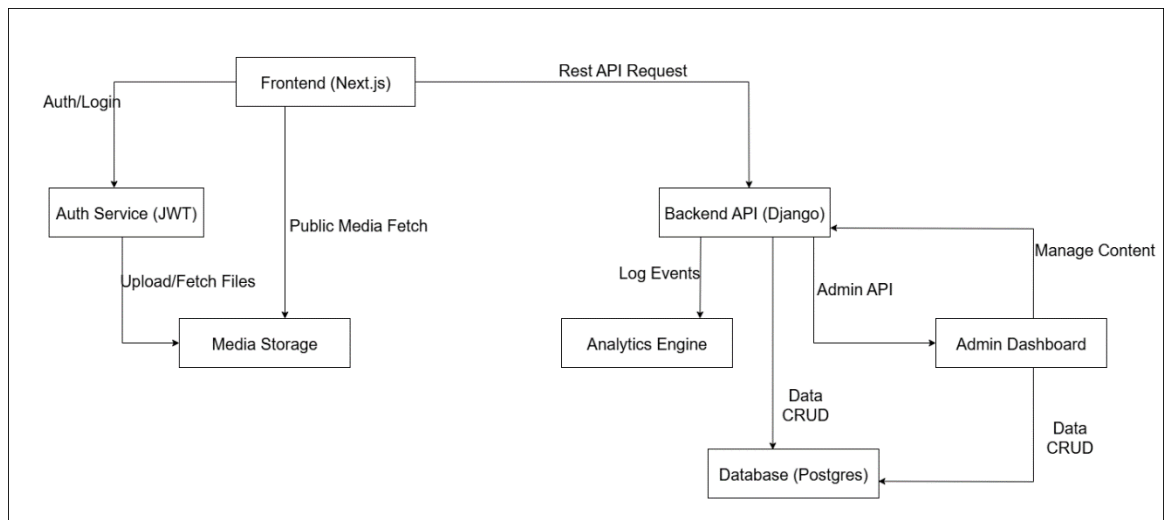 Rest API Request
Frontend (Next.js)
Auth/Login
Auth Service (JWT)
Backend API (Django)
Public Media Fetch
Manage Content
Upload/Fetch Files
Log Events
Admin API
Media Storage
Analytics Engine
Admin Dashboard
Data
CRUD
Data
CRUD
Database (Postgres)